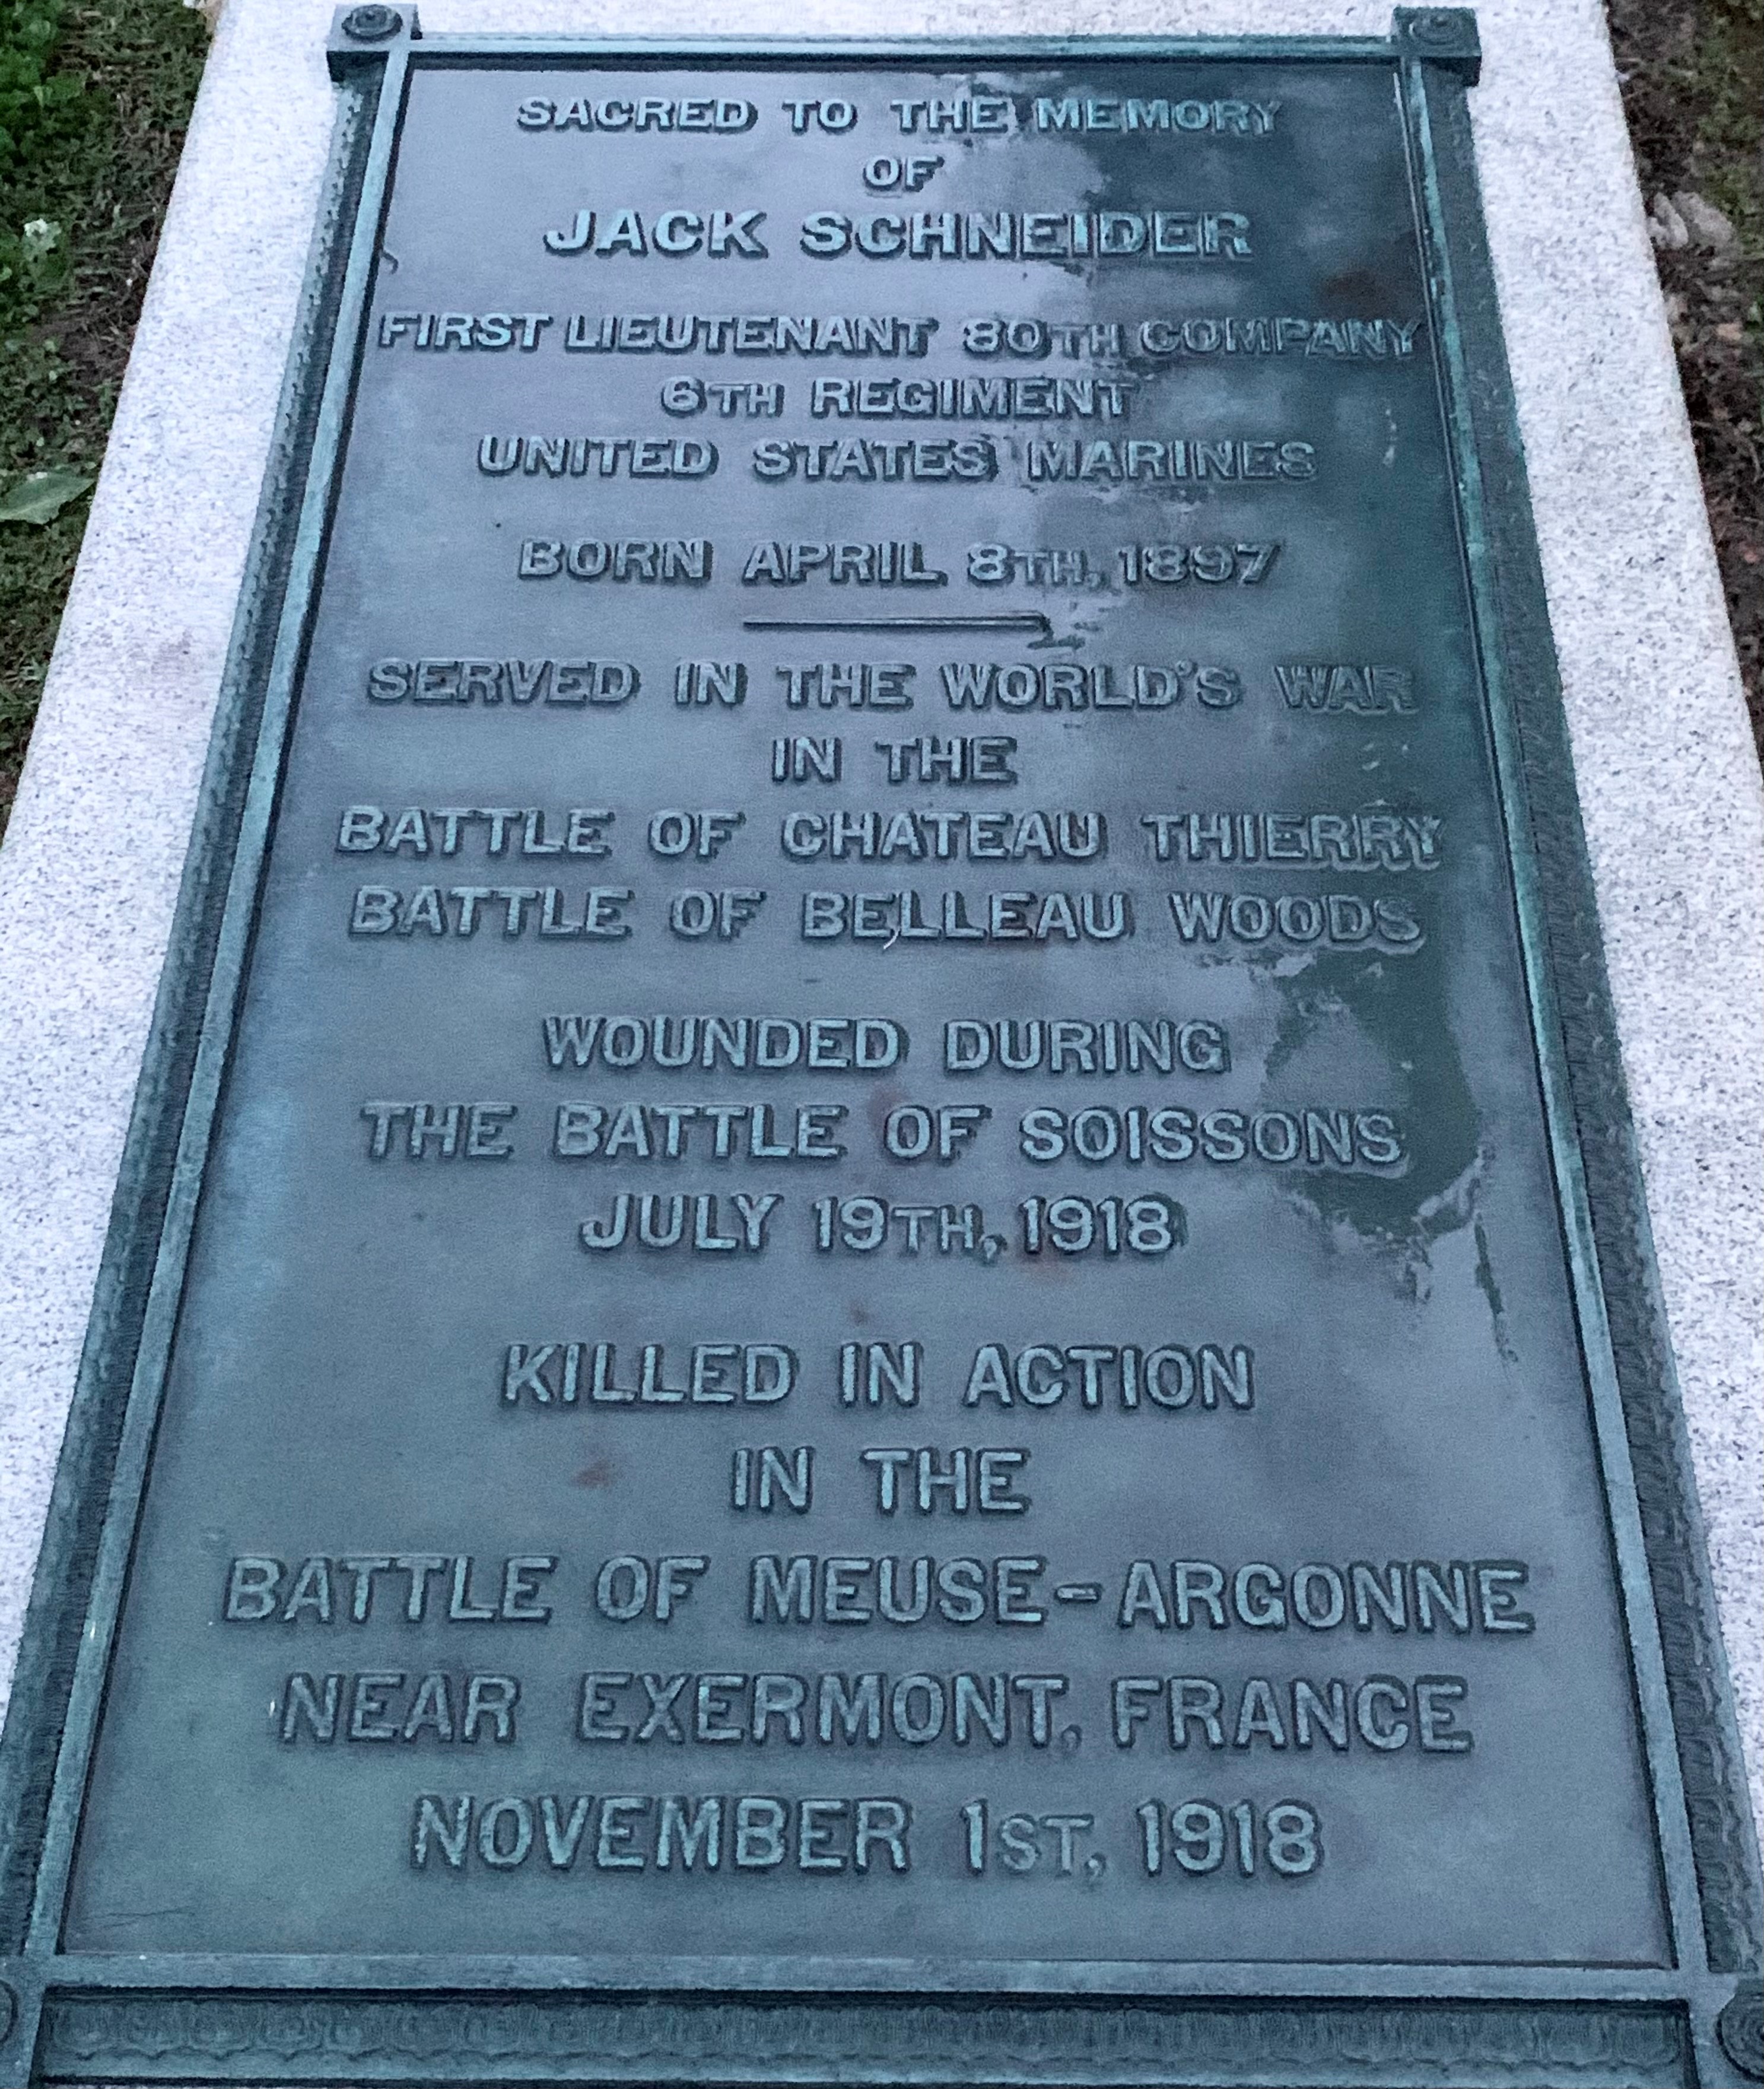 SACRED TO THE MEMORY
OF
JACK SCHNEIDER
FIRST LIEUTENANT 80TH COMPANY
6TH REGIMENT
UNITED STATES MARINES
BORN APRIL 8TH, 1897
SERVED IN THE WORLD'S WAR
IN THE
BATTLE OF CHATEAU THIERRY
BATTLE OF BELLEAU WOODS
WOUNDED DURING
THE BATTLE OF SOISSONS
JULY 19TH, 1918
KILLED IN ACTION
IN THE
BATTLE OF MEUSE-ARGONNE
NEAR EXERMONT, FRANCE
NOVEMBER 1ST, 1918